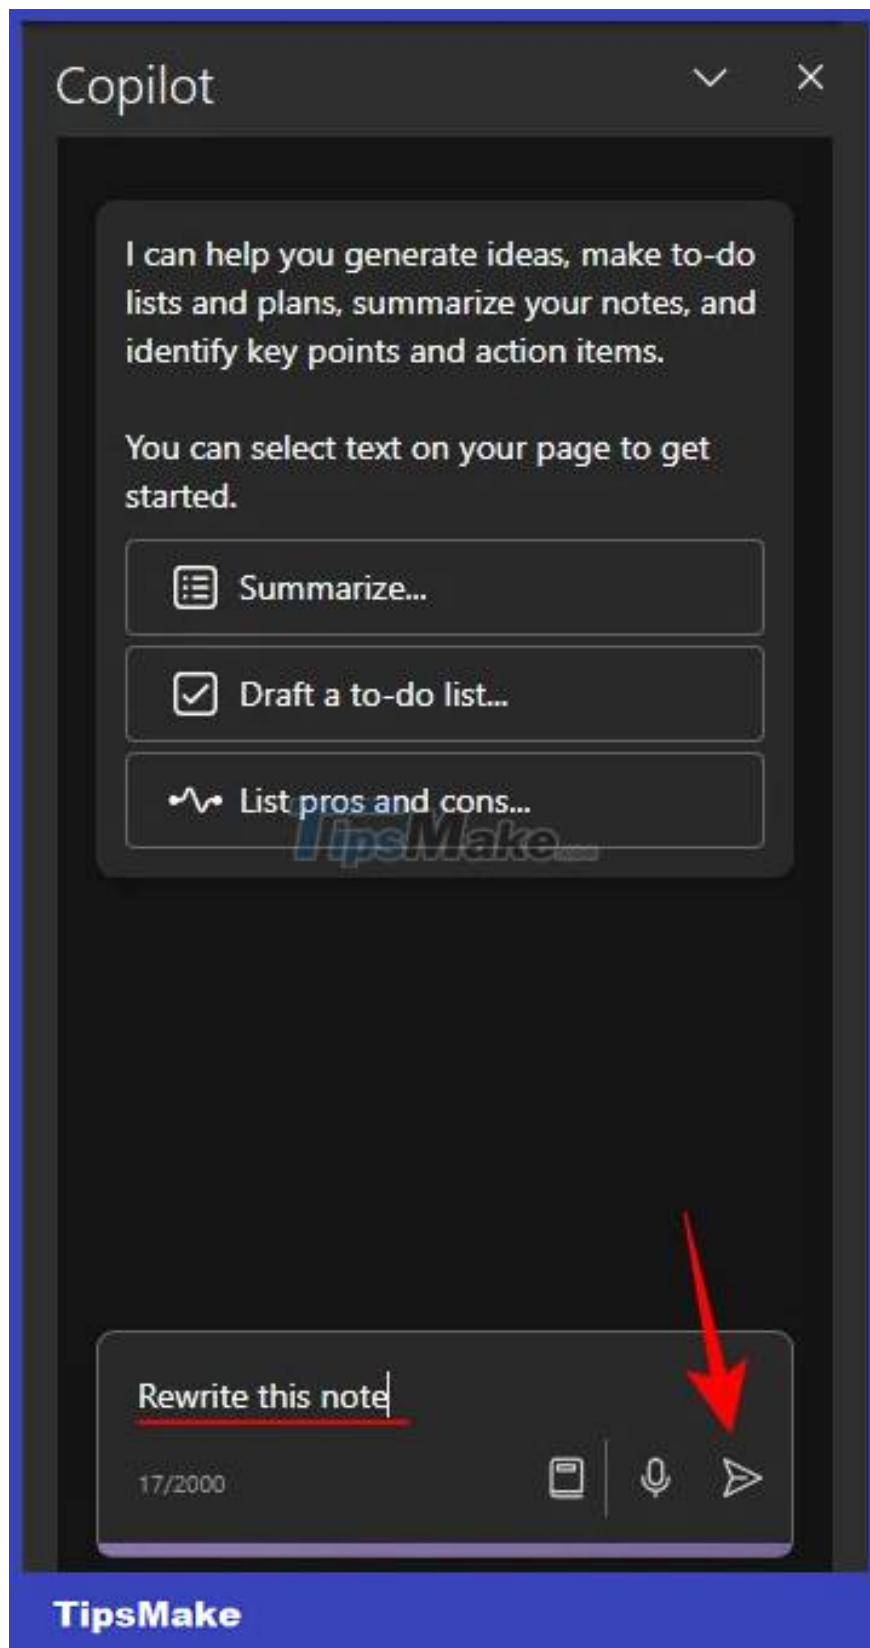 Copilot
I can help you generate ideas, make to-do
lists and plans, summarize your notes, and
identify key points and action items.
You can select text on your page to get
started.
Summarize...
Draft a to-do list...
List pros and cons...
TipsMake
Rewrite this note
17/2000
TipsMake